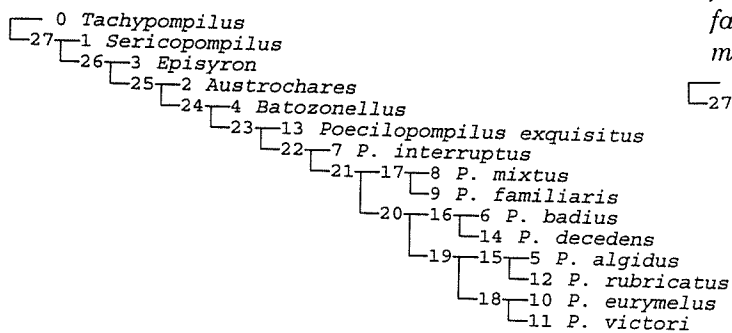 0 Tachypompilus
27 1 Sericopompilus
26 3 Episyron
25 2 Austrochares
24 4 Batozonellus
23 13 Poecilopompilus exquisitus
22 7 P. interruptus
21 17 8 P. mixtus
9 P. familiaris
20 16 6 P. badius
14 P. decedens
19 15 5 P. algidus
12 P. rubricatus
18 10 P. eurymelus
11 P. victori
fa
m
27